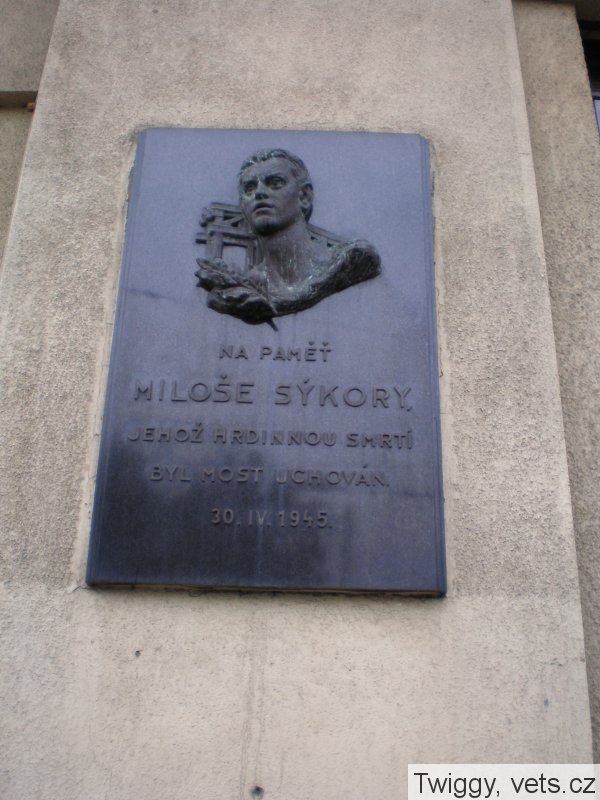 NA PAMĚŤ
MILOŠE SÝKORY,
JEHOŽ HRDINNOU SMRTÍ
BYL MOST UCHOVÁN.
30. IV. 1945.
Twiggy, vets.cz